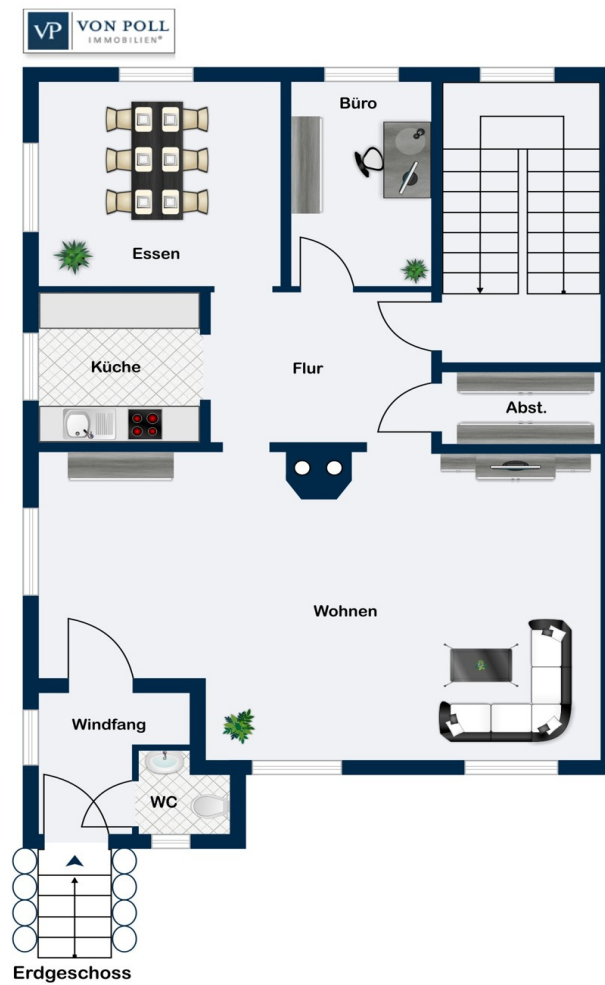 VP VON POLL
IMMOBILIEN®
Büro
Essen
Küche
Flur
Abst.
Wohnen
Windfang
WC
Erdgeschoss